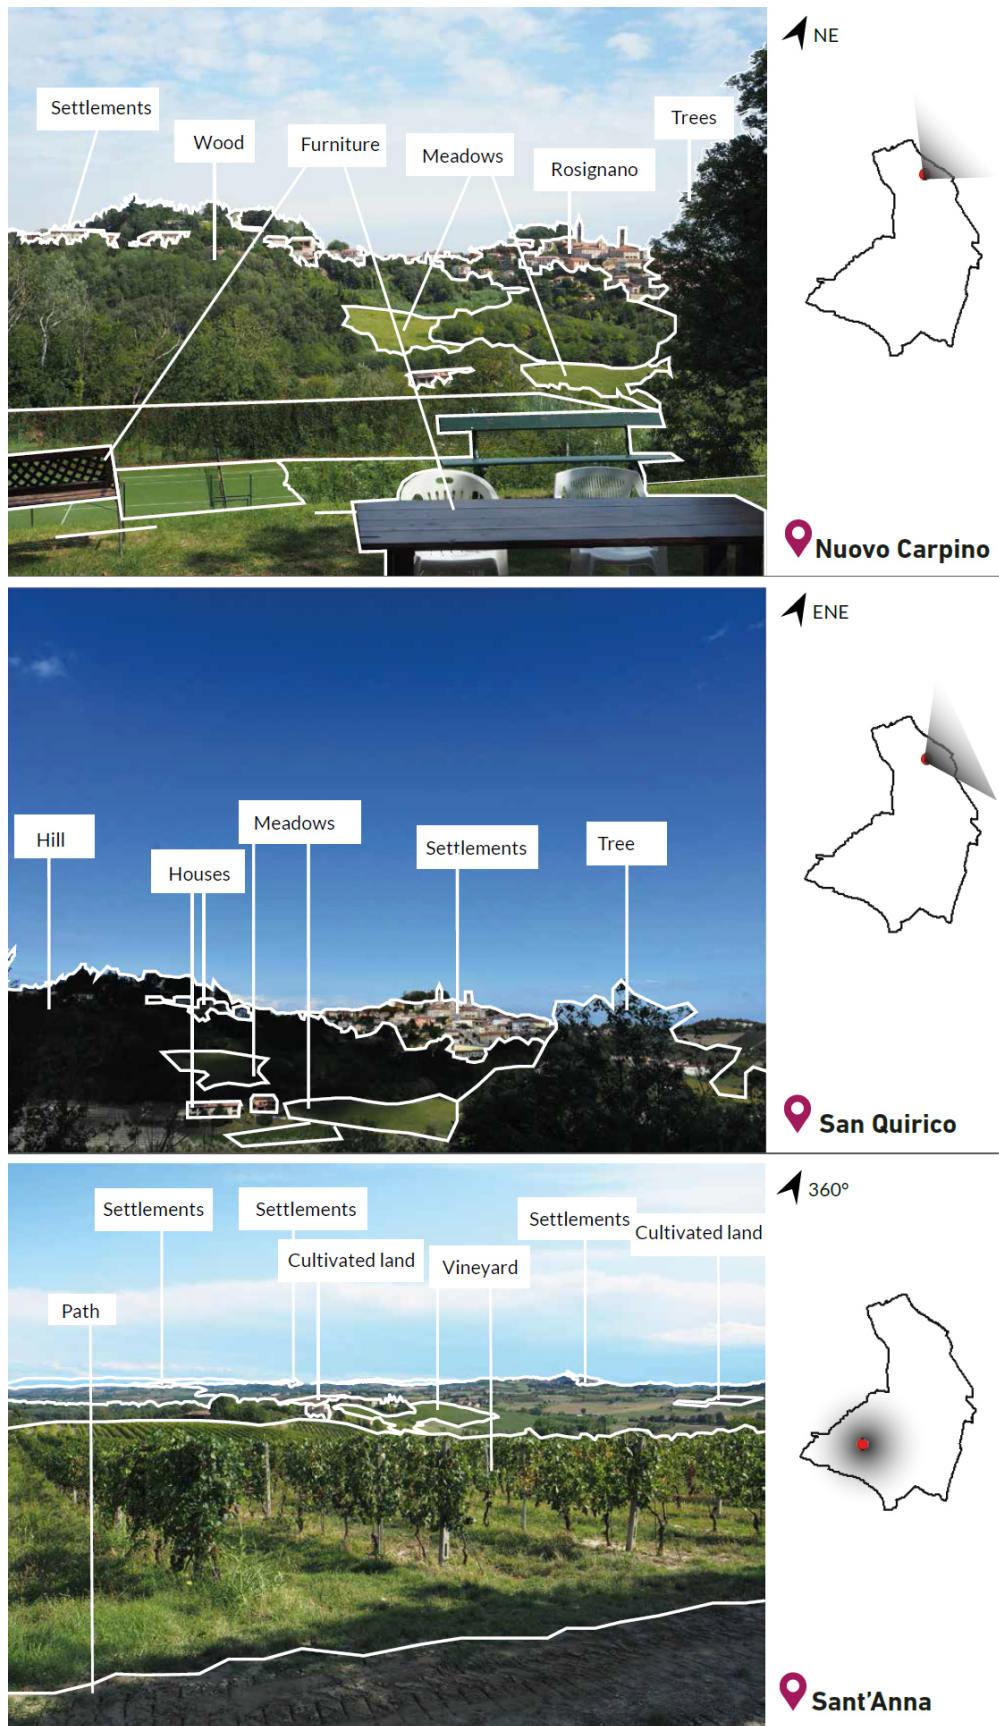 NE
Settlements
Wood
Furniture
Meadows
Rosignano
Trees
Nuovo Carpino
ENE
Hill
Houses
Meadows
Settlements
Tree
San Quirico
360°
Settlements
Settlements
Settlements
Cultivated land
Cultivated land
Vineyard
Path
Sant'Anna